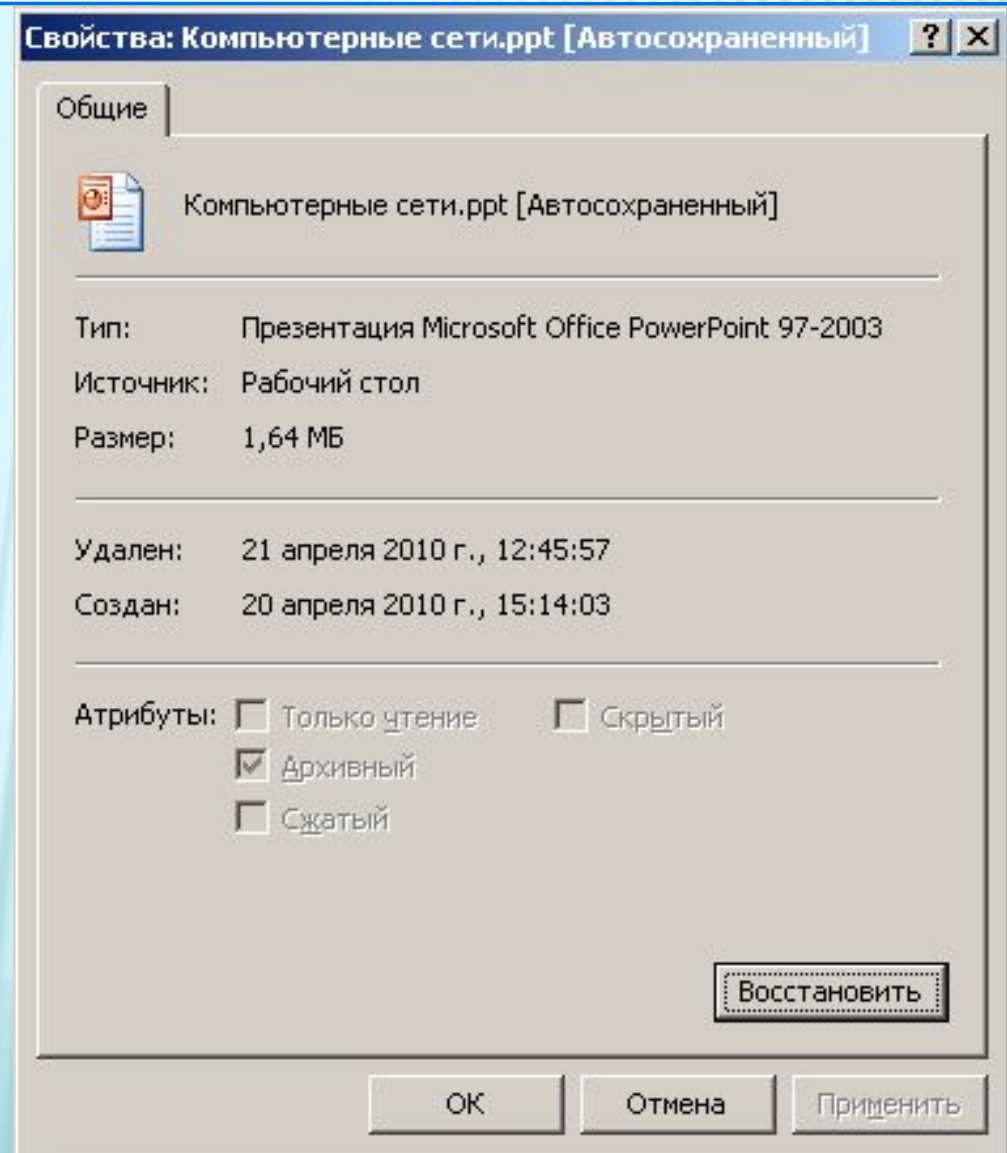 Свойства: Компьютерные сети.ppt [Автосохраненный]
Общие
Компьютерные сети.ppt [Автосохраненный]
Тип: Презентация Microsoft Office PowerPoint 97-2003
Источник: Рабочий стол
Размер: 1,64 МБ
Удален: 21 апреля 2010 г., 12:45:57
Создан: 20 апреля 2010 г., 15:14:03
Атрибуты: Только чтение Скрытый
Архивный
Сжатый
Восстановить
ОК Отмена Применить